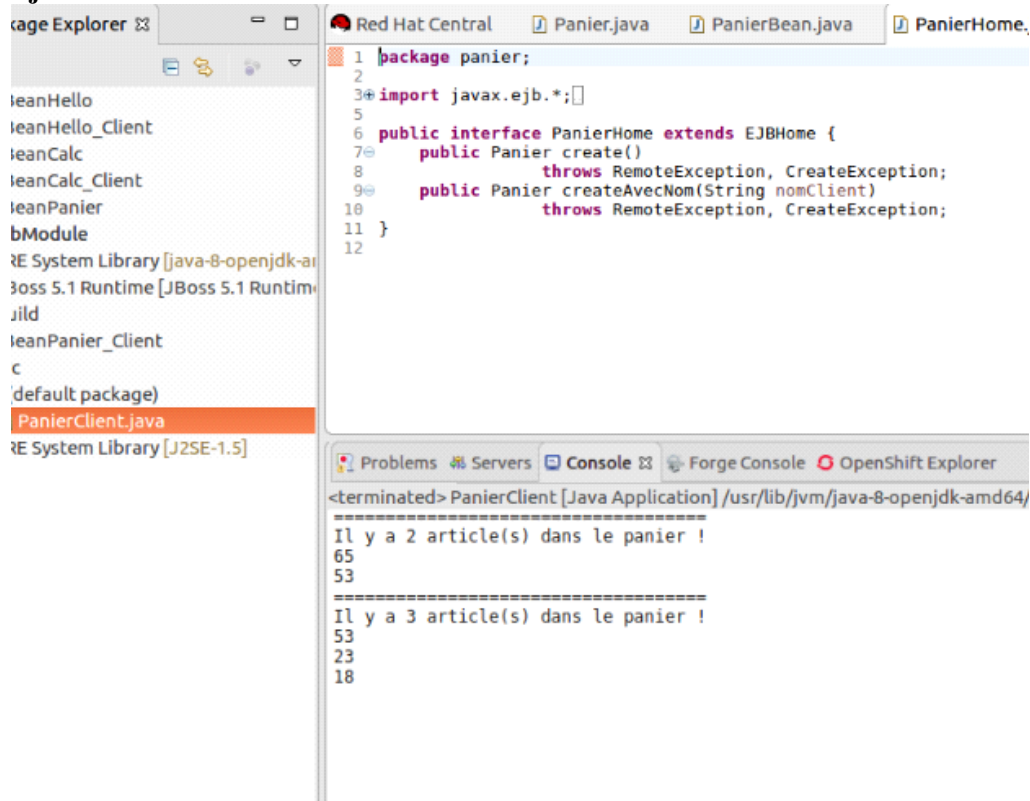 kage Explorer
BeanHello
BeanHello_Client
BeanCalc
BeanCalc_Client
BeanPanier
bModule
RE System Library [java-8-openjdk-a
Boss 5.1 Runtime [JBoss 5.1 Runtim
uild
BeanPanier_Client
c
(default package)
PanierClient.java
RE System Library [J2SE-1.5]
Red Hat Central Panier.java PanierBean.java PanierHome.
1 package panier;
2
3 import javax.ejb.*;
5
6 public interface PanierHome extends EJBHome {
7 public Panier create()
8 throws RemoteException, CreateException;
9 public Panier createAvecNom(String nomClient)
10 throws RemoteException, CreateException;
11 }
12
Problems Servers Console Forge Console OpenShift Explorer
<terminated> PanierClient [Java Application] /usr/lib/jvm/java-8-openjdk-amd64/
====================================
Il y a 2 article(s) dans le panier !
65
53
====================================
Il y a 3 article(s) dans le panier !
53
23
18